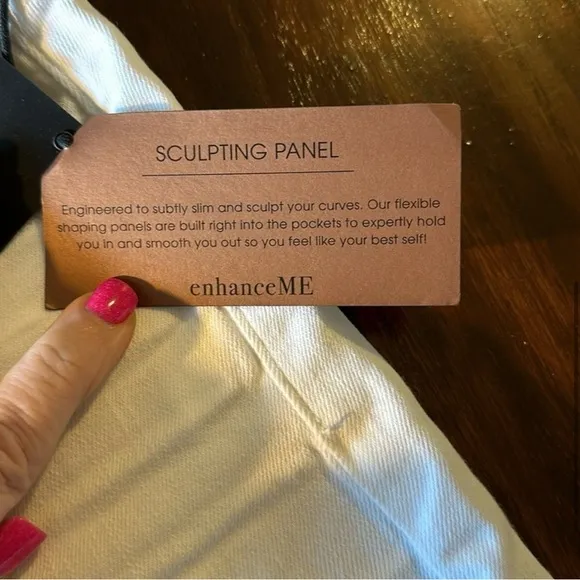 SCULPTING PANEL
Engineered to subtly slim and sculpt your curves. Our flexible
shaping panels are built right into the pockets to expertly hold
you in and smooth you out so you feel like your best self!
enhanceME